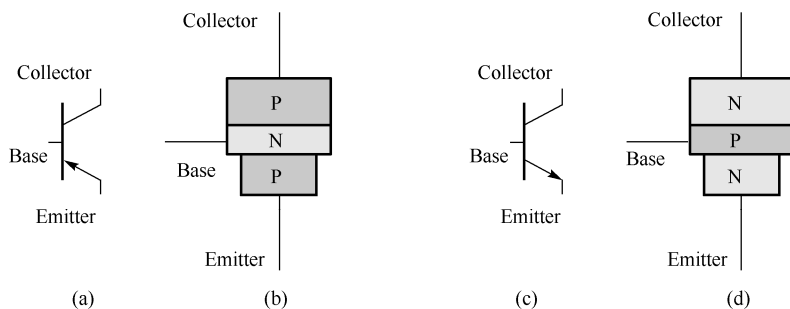 Collector
P
N
P
Base
Emitter
(b)
Collector
Base
Emitter
(a)
Collector
N
P
N
Base
Emitter
(d)
Collector
Base
Emitter
(c)